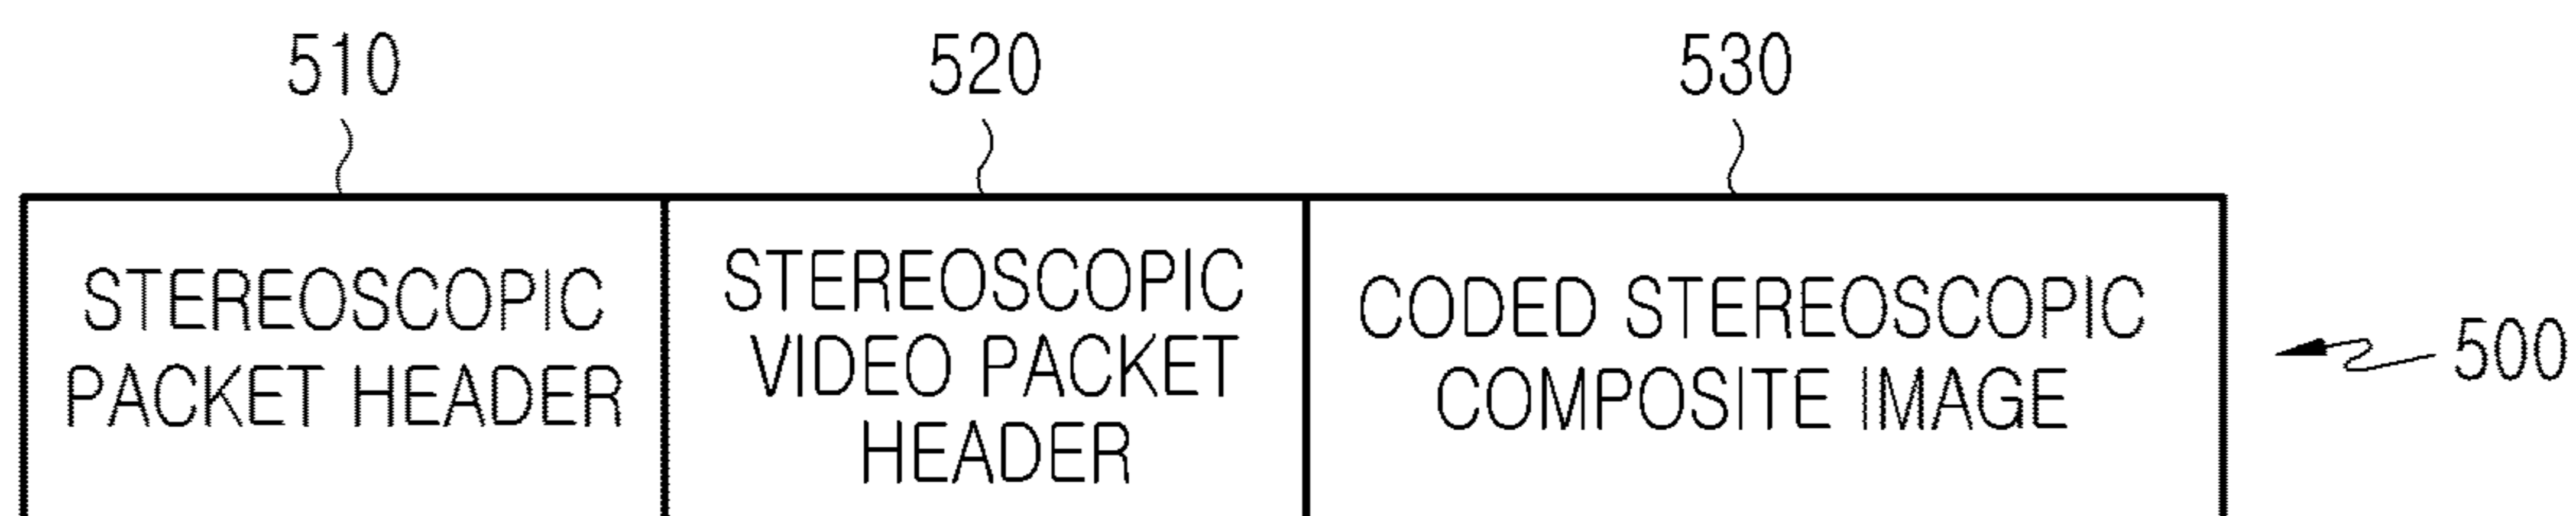 510
520
530
STEREOSCOPIC
PACKET HEADER
STEREOSCOPIC
VIDEO PACKET
HEADER
CODED STEREOSCOPIC
COMPOSITE IMAGE
500